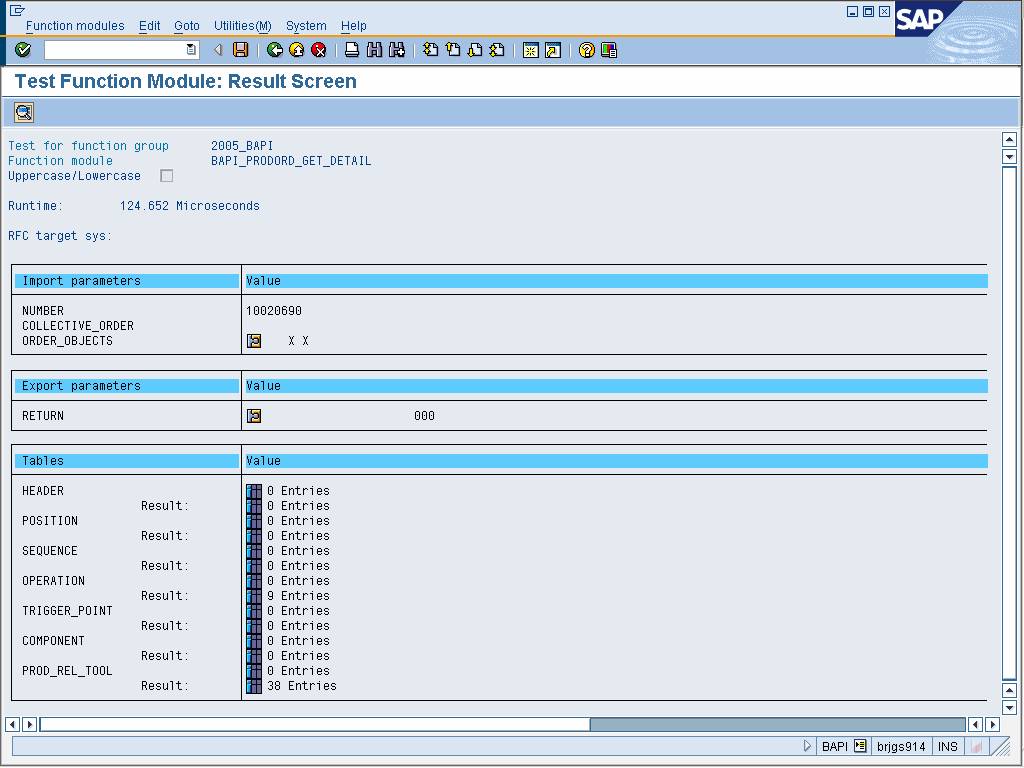 Function modules Edit Goto Utilities(M) System Help
SAP
Test Function Module: Result Screen
Test for function group 2005_BAPI
Function module BAPI_PRODORD_GET_DETAIL
Uppercase/Lowercase
Runtime: 124.652 Microseconds
RFC target sys:
Import parameters Value
NUMBER 10020690
COLLECTIVE_ORDER
ORDER_OBJECTS X X
Export parameters Value
RETURN 000
Tables Value
HEADER 0 Entries
Result: 0 Entries
POSITION 0 Entries
Result: 0 Entries
SEQUENCE 0 Entries
Result: 0 Entries
OPERATION 0 Entries
Result: 9 Entries
TRIGGER_POINT 0 Entries
Result: 0 Entries
COMPONENT 0 Entries
Result: 0 Entries
PROD_REL_TOOL 0 Entries
Result: 38 Entries
BAPI brjgs914 INS